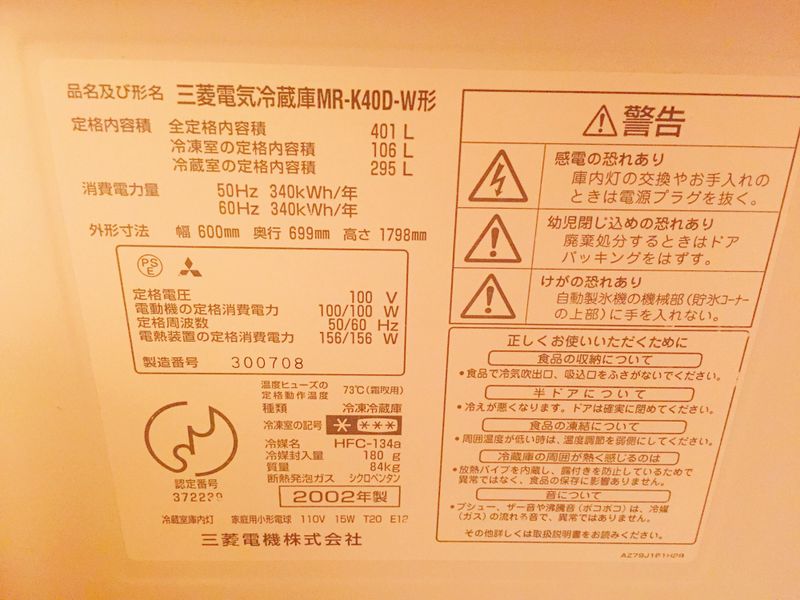 品名及び形名 三菱電気冷蔵庫MR-K40D-W形
定格内容積 全定格内容積 401 L
冷凍室の定格内容積 106 L
冷蔵室の定格内容積 295 L
消費電力量 50Hz 340kWh/年
60Hz 340kWh/年
外形寸法 幅 600mm 奥行 699mm 高さ 1798mm
PS
E
定格電圧 100 V
電動機の定格消費電力 100/100 W
定格周波数 50/60 Hz
電熱装置の定格消費電力 156/156 W
製造番号 300708
温度ヒューズの
定格動作温度 73℃(霜取用)
種類 冷凍冷蔵庫
冷凍室の記号
冷媒名 HFC-134a
冷媒封入量 180 g
質量 84kg
断熱発泡ガス シクロペンタン
2002年製
認定番号
372239
冷蔵室庫内灯 家庭用小形電球 110V 15W T20 E12
三菱電機株式会社
警告
感電の恐れあり
庫内灯の交換やお手入れの
ときは電源プラグを抜く。
幼児閉じ込めの恐れあり
廃棄処分するときはドア
パッキングをはずす。
けがの恐れあり
自動製氷機の機械部(貯氷コーナー
の上部)に手を入れない。
正しくお使いいただくために
食品の収納について
・食品で冷気吹出口、吸込口をふさがないでください。
半ドアについて
・冷えが悪くなります。ドアは確実に閉めてください。
食品の凍結について
・周囲温度が低い時は、温度調節を弱側にしてください。
冷蔵庫の周囲が熱く感じるのは
・放熱パイプを内蔵し、露付きを防止しているためで
異常ではなく、食品の保存に影響ありません。
音について
・プシュー、ザー音や沸騰音(ボコボコ)は、冷媒
(ガス)の流れる音で、異常ではありません。
その他詳しくは取扱説明書をお読みください。